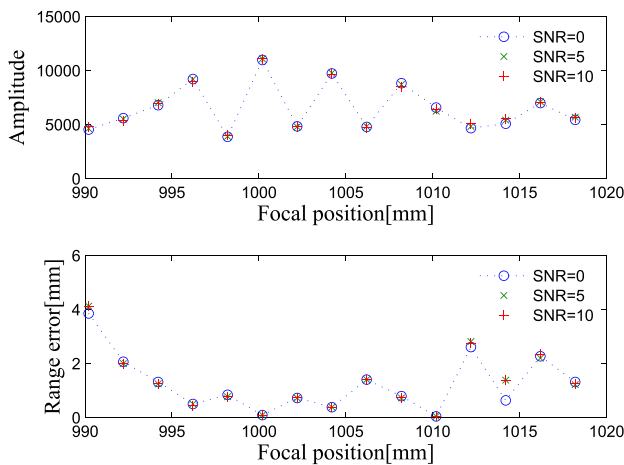 15000
10000
5000
0
Amplitude
SNR=0
SNR=5
SNR=10
990 995 1000 1005 1010 1015 1020
Focal position[mm]
6
4
2
0
Range error[mm]
SNR=0
SNR=5
SNR=10
990 995 1000 1005 1010 1015 1020
Focal position[mm]